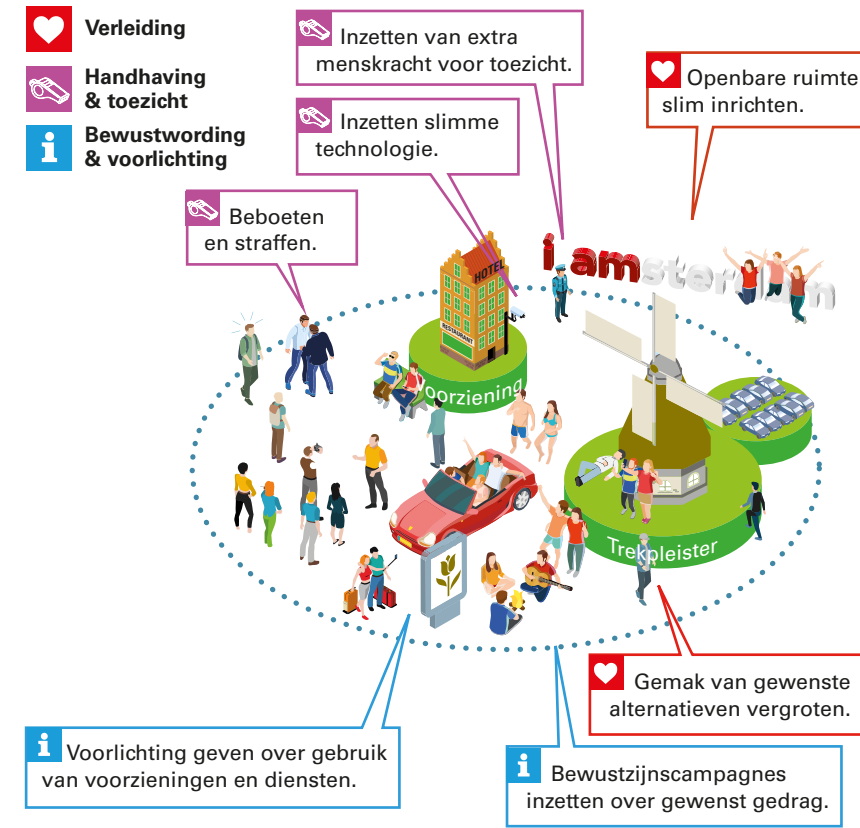 Verleiding
Handhaving
& toezicht
Bewustwording
& voorlichting
Inzetten van extra
menskracht voor toezicht.
Openbare ruimte
slim inrichten.
Inzetten slimme
technologie.
Beboeten
en straffen.
i amsterdam
HOTEL
RESTAURANT
Voorziening
Trekpleister
Gemak van gewenste
alternatieven vergroten.
Voorlichting geven over gebruik
van voorzieningen en diensten.
Bewustzijnscampagnes
inzetten over gewenst gedrag.